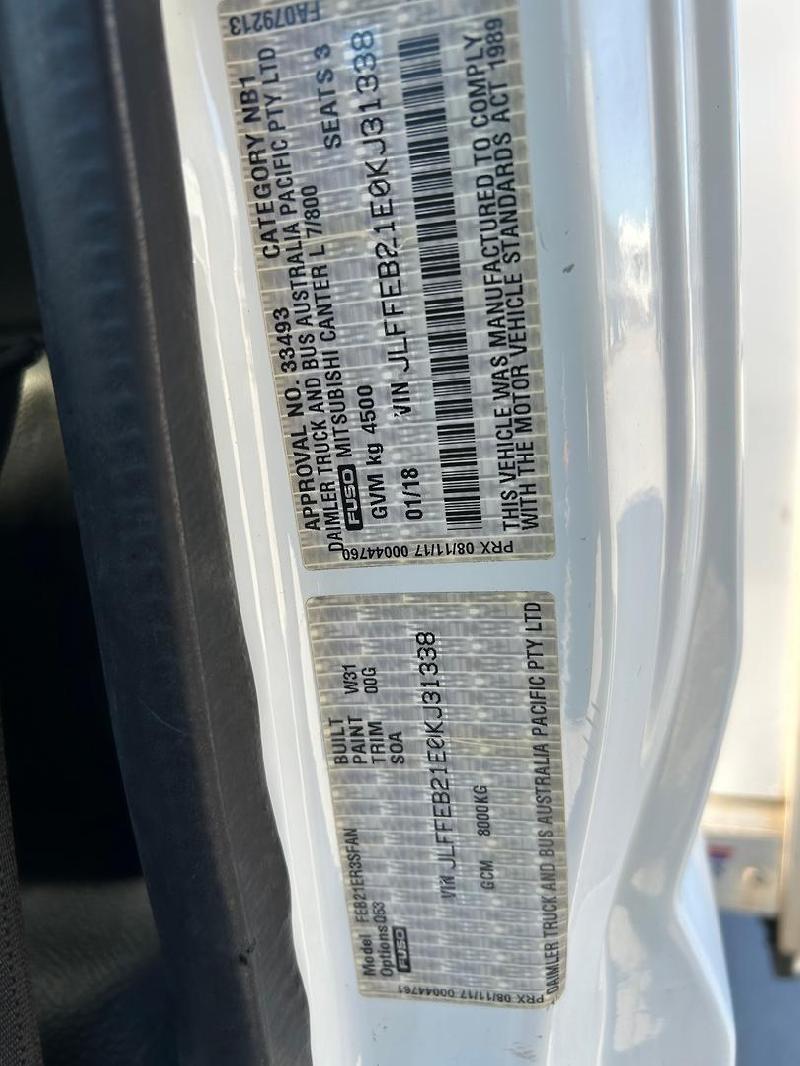 FA079213
APPROVAL NO. 33493 CATEGORY NB1
DAIMLER TRUCK AND BUS AUSTRALIA PACIFIC PTY LTD
FUSO MITSUBISHI CANTER L 7/800
GVM kg 4500 SEATS 3
VIN JLFFEB21E0KJ31338
01/18
THIS VEHICLE WAS MANUFACTURED TO COMPLY
WITH THE MOTOR VEHICLE STANDARDS ACT 1989
PRX 08/11/17 00044760
Model FEB21ER3SFAN BUILT
Options 053 PAINT W31
TRIM 00G
FUSO SOA
VIN JLFFEB21E0KJ31338
GCM 8000KG
DAIMLER TRUCK AND BUS AUSTRALIA PACIFIC PTY LTD
PRX 08/11/17 00044761